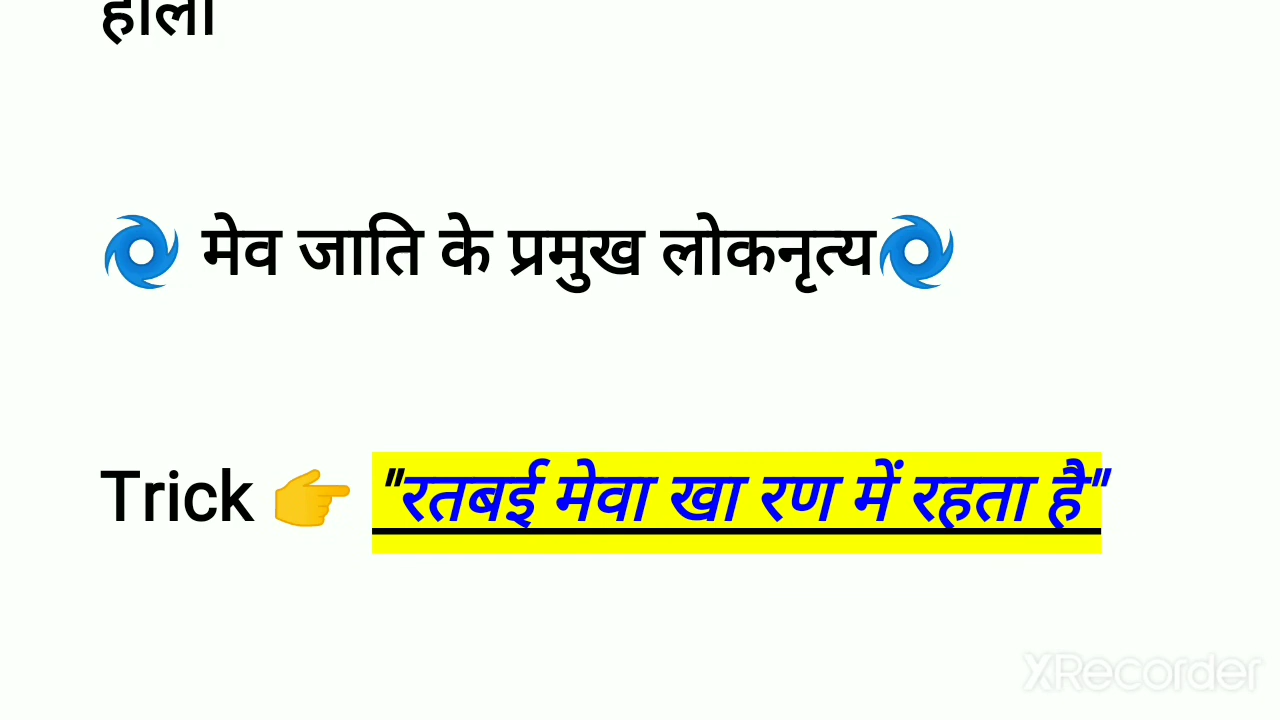 होली
🌀 मेव जाति के प्रमुख लोकनृत्य🌀
Trick 👉 "रतबई मेवा खा रण में रहता है"
XRecorder